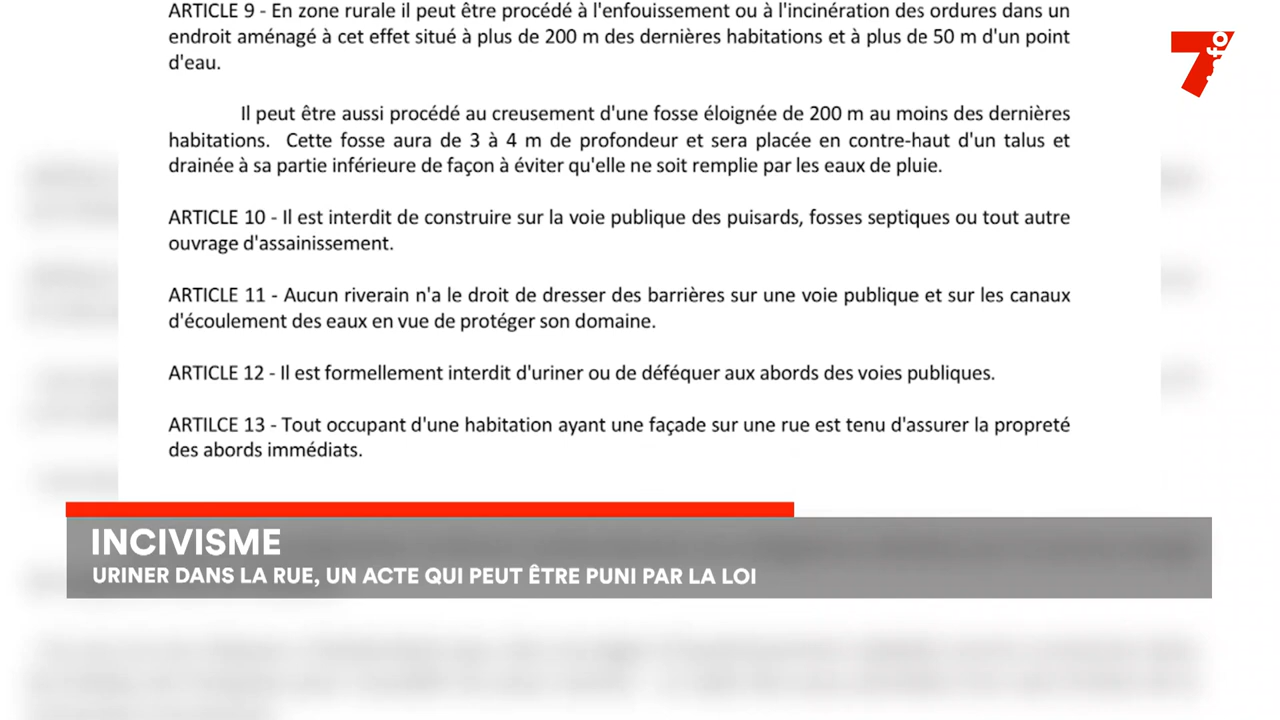 ARTICLE 9 - En zone rurale il peut être procédé à l'enfouissement ou à l'incinération des ordures dans un
endroit aménagé à cet effet situé à plus de 200 m des dernières habitations et à plus de 50 m d'un point
d'eau.
Il peut être aussi procédé au creusement d'une fosse éloignée de 200 m au moins des dernières
habitations. Cette fosse aura de 3 à 4 m de profondeur et sera placée en contre-haut d'un talus et
drainée à sa partie inférieure de façon à éviter qu'elle ne soit remplie par les eaux de pluie.
ARTICLE 10 - Il est interdit de construire sur la voie publique des puisards, fosses septiques ou tout autre
ouvrage d'assainissement.
ARTICLE 11 - Aucun riverain n'a le droit de dresser des barrières sur une voie publique et sur les canaux
d'écoulement des eaux en vue de protéger son domaine.
ARTICLE 12 - Il est formellement interdit d'uriner ou de déféquer aux abords des voies publiques.
ARTILCE 13 - Tout occupant d'une habitation ayant une façade sur une rue est tenu d'assurer la propreté
des abords immédiats.
7info
INCIVISME
URINER DANS LA RUE, UN ACTE QUI PEUT ÊTRE PUNI PAR LA LOI